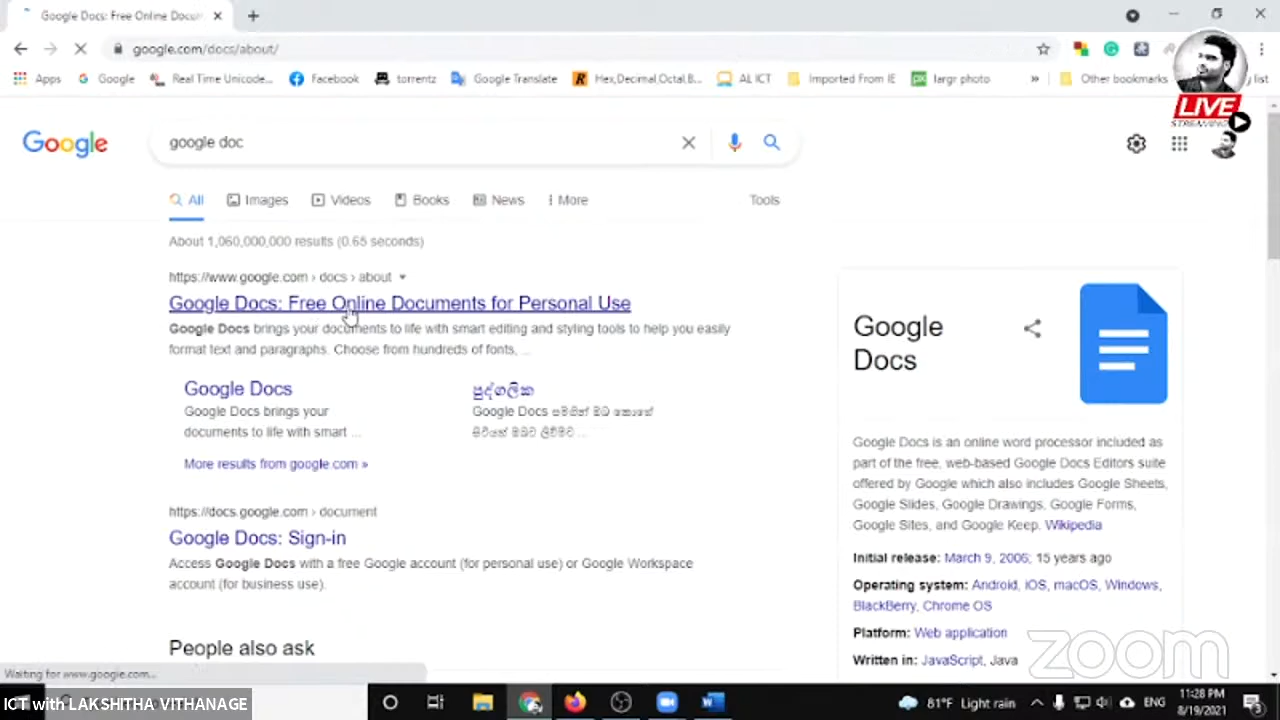 Google Docs: Free Online Docum
google.com/docs/about/
Apps Google Real Time Unicode... Facebook torrentz Google Translate Hex,Decimal,Octal,B... AL ICT Imported From IE largr photo » Other bookmarks list
LIVE
STREAMING
Google google doc
All Images Videos Books News More Tools
About 1,060,000,000 results (0.65 seconds)
https://www.google.com › docs › about
Google Docs: Free Online Documents for Personal Use
Google Docs brings your documents to life with smart editing and styling tools to help you easily
format text and paragraphs. Choose from hundreds of fonts, ...
Google Docs
Google Docs brings your
documents to life with smart ...
පුද්ගලික
Google Docs
More results from google.com »
https://docs.google.com › document
Google Docs: Sign-in
Access Google Docs with a free Google account (for personal use) or Google Workspace
account (for business use).
People also ask
Google
Docs
Google Docs is an online word processor included as
part of the free, web-based Google Docs Editors suite
offered by Google which also includes Google Sheets,
Google Slides, Google Drawings, Google Forms,
Google Sites, and Google Keep. Wikipedia
Initial release: March 9, 2006; 15 years ago
Operating system: Android, iOS, macOS, Windows,
BlackBerry, Chrome OS
Platform: Web application
Written in: JavaScript, Java
zoom
Waiting for www.google.com...
ICT with LAKSHITHA VITHANAGE
81°F Light rain ENG
11:28 PM
8/19/2021
3